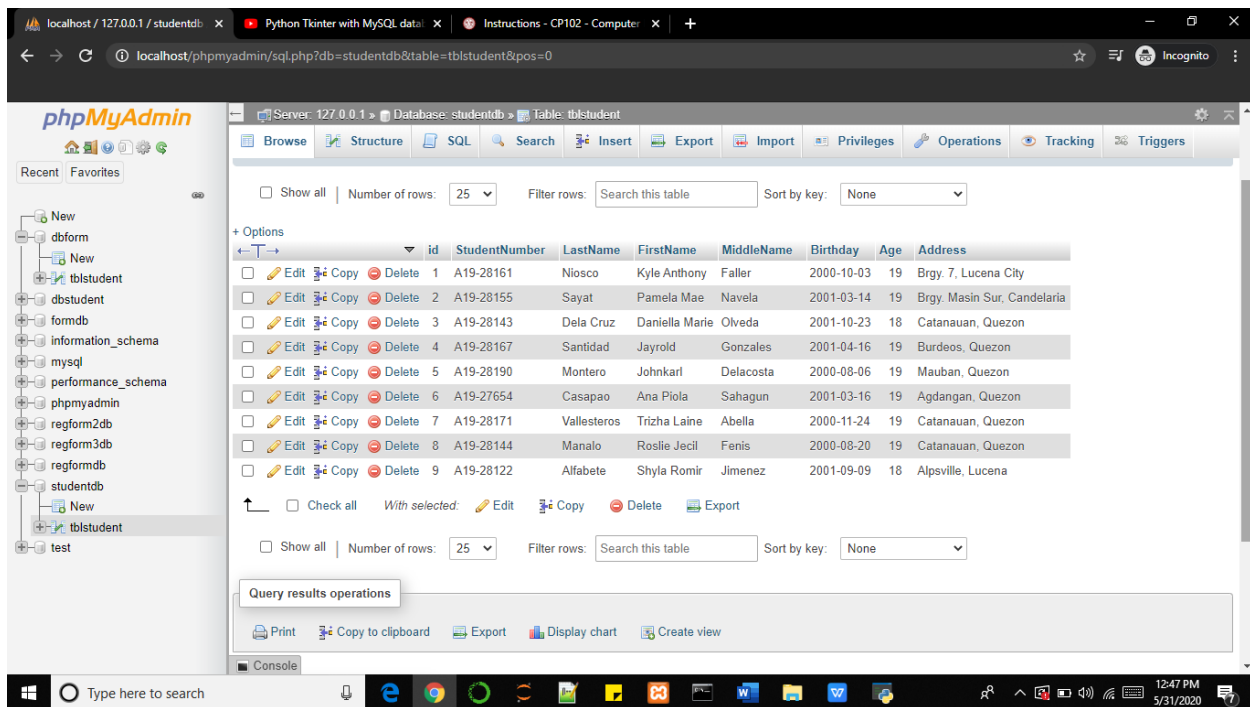 localhost / 127.0.0.1 / studentdb
Python Tkinter with MySQL datal
Instructions - CP102 - Computer
localhost/phpmyadmin/sql.php?db=studentdb&table=tblstudent&pos=0
Incognito
phpMyAdmin
Recent Favorites
New
dbform
New
tblstudent
dbstudent
formdb
information_schema
mysql
performance_schema
phpmyadmin
regform2db
regform3db
regformdb
studentdb
New
tblstudent
test
Server: 127.0.0.1 » Database: studentdb » Table: tblstudent
Browse Structure SQL Search Insert Export Import Privileges Operations Tracking Triggers
Show all | Number of rows: 25 Filter rows: Search this table Sort by key: None
+ Options
←T→ id StudentNumber LastName FirstName MiddleName Birthday Age Address
Edit Copy Delete 1 A19-28161 Niosco Kyle Anthony Faller 2000-10-03 19 Brgy. 7, Lucena City
Edit Copy Delete 2 A19-28155 Sayat Pamela Mae Navela 2001-03-14 19 Brgy. Masin Sur, Candelaria
Edit Copy Delete 3 A19-28143 Dela Cruz Daniella Marie Olveda 2001-10-23 18 Catanauan, Quezon
Edit Copy Delete 4 A19-28167 Santidad Jayrold Gonzales 2001-04-16 19 Burdeos, Quezon
Edit Copy Delete 5 A19-28190 Montero Johnkarl Delacosta 2000-08-06 19 Mauban, Quezon
Edit Copy Delete 6 A19-27654 Casapao Ana Piola Sahagun 2001-03-16 19 Agdangan, Quezon
Edit Copy Delete 7 A19-28171 Vallesteros Trizha Laine Abella 2000-11-24 19 Catanauan, Quezon
Edit Copy Delete 8 A19-28144 Manalo Roslie Jecil Fenis 2000-08-20 19 Catanauan, Quezon
Edit Copy Delete 9 A19-28122 Alfabete Shyla Romir Jimenez 2001-09-09 18 Alpsville, Lucena
Check all With selected: Edit Copy Delete Export
Show all | Number of rows: 25 Filter rows: Search this table Sort by key: None
Query results operations
Print Copy to clipboard Export Display chart Create view
Console
Type here to search
12:47 PM
5/31/2020